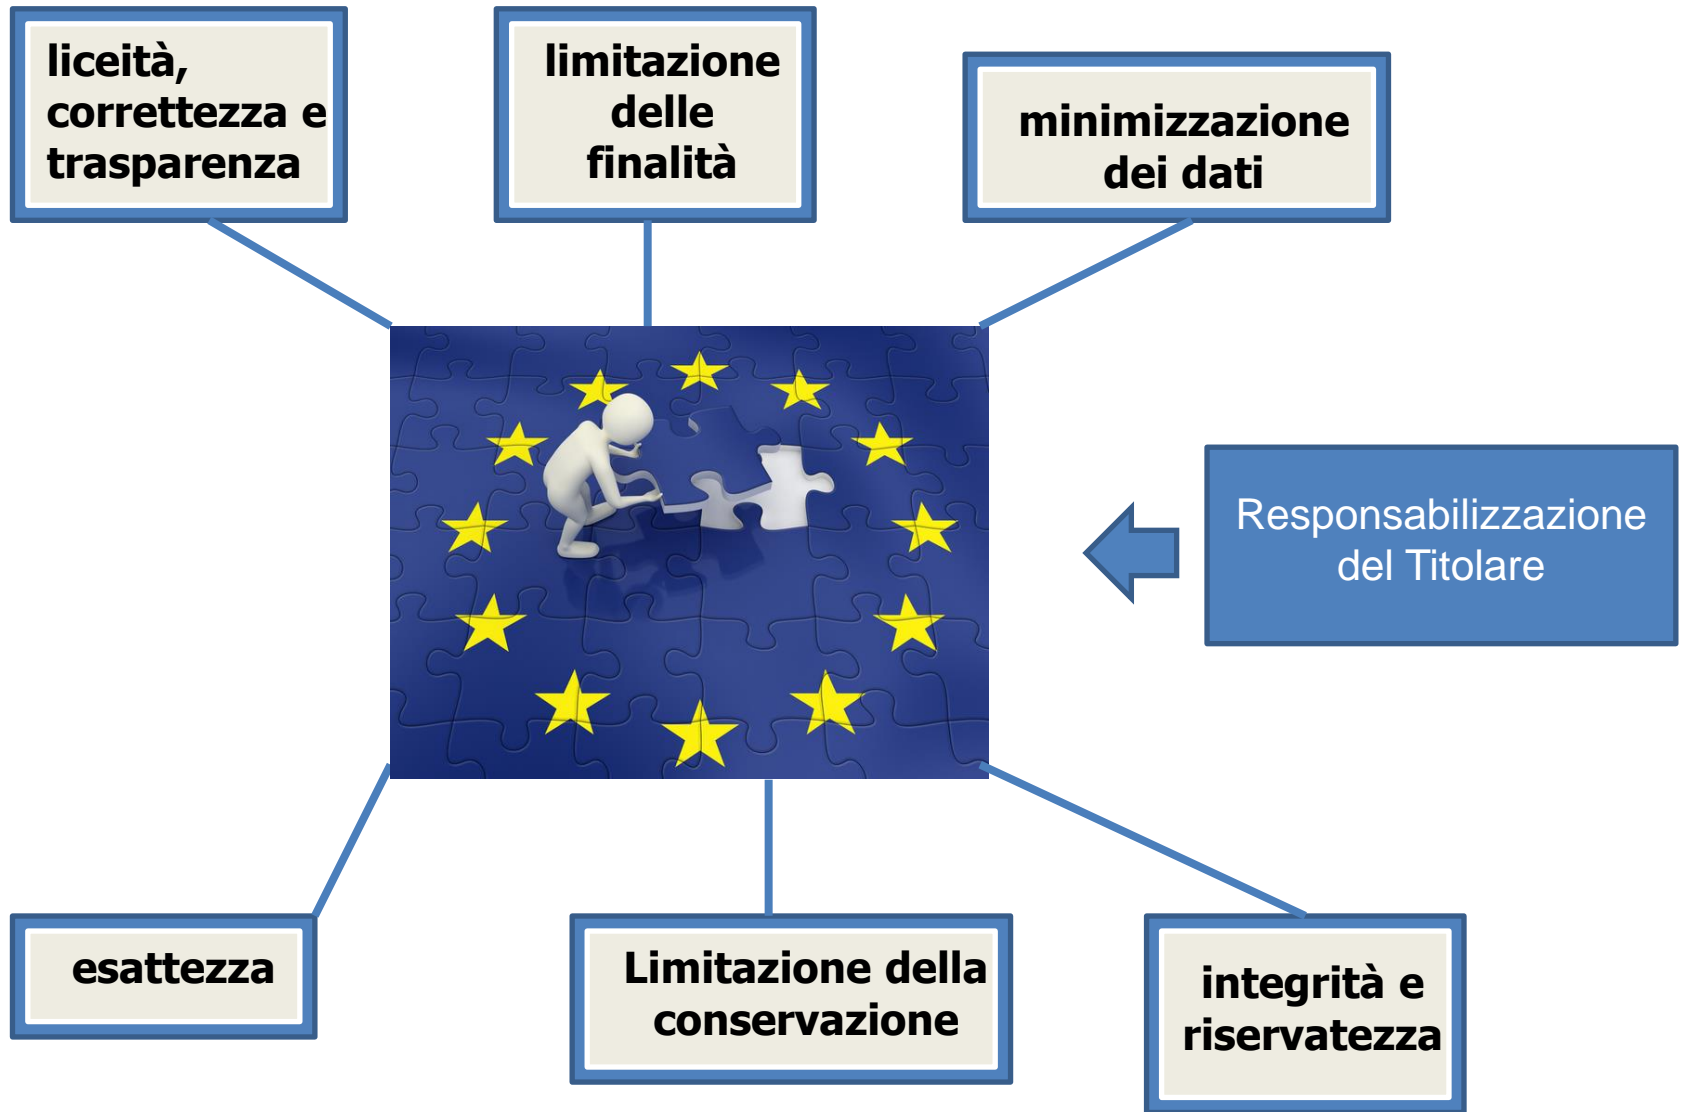 liceità,
correttezza e
trasparenza
limitazione
delle
finalità
minimizzazione
dei dati
Responsabilizzazione
del Titolare
esattezza
Limitazione della
conservazione
integrità e
riservatezza